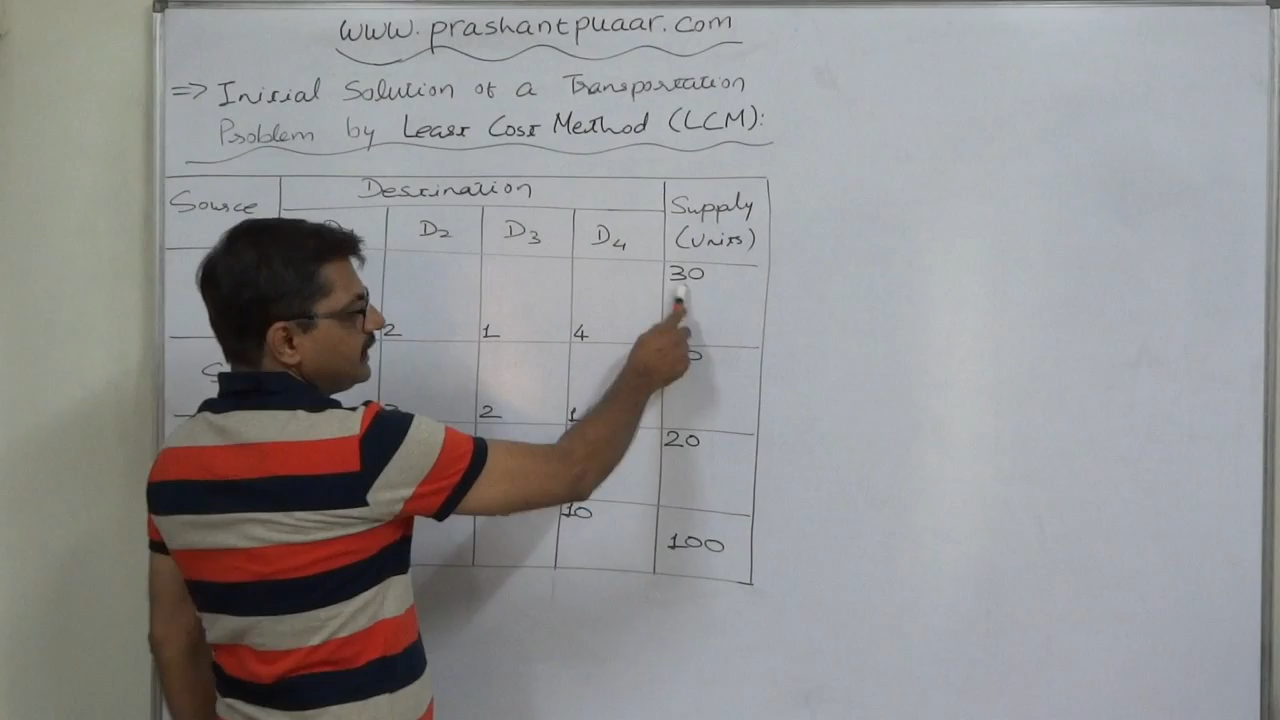 www.prashantpuaar.com
=> Initial Solution of a Transportation
Problem by Least Cost Method (LCM):
Source Destination Supply
D2 D3 D4 (Units)
30
2 1 4
S 0
2 1
20
10
100